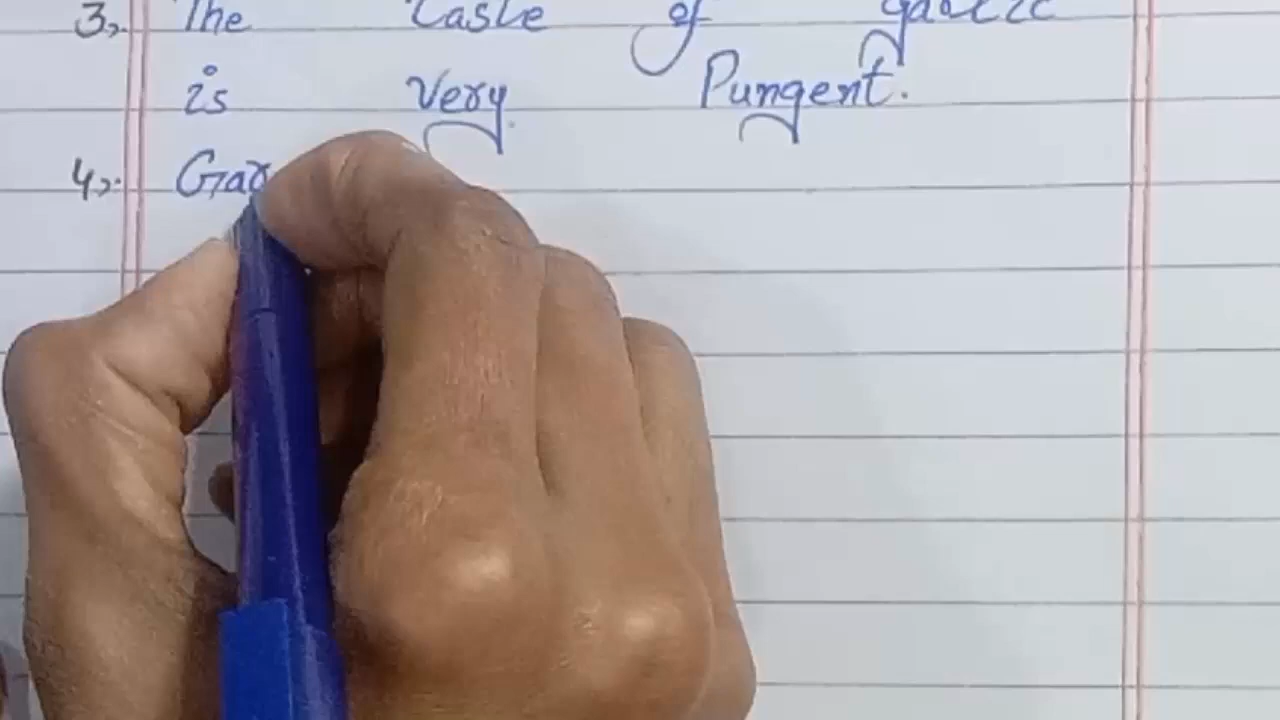 3). The taste of garlic
is very Pungent.
4). Gar